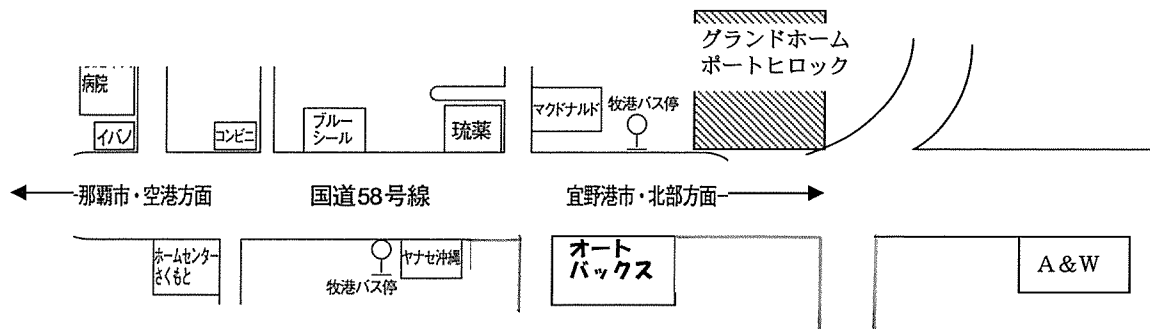 グランドホーム
ポートヒロック
病院
イバノ
コンビニ
ブルー
シール
琉薬
マクドナルド
牧港バス停
那覇市・空港方面
国道58号線
宜野港市・北部方面
ホームセンター
さくもと
牧港バス停
ヤナセ沖縄
オート
バックス
A&W